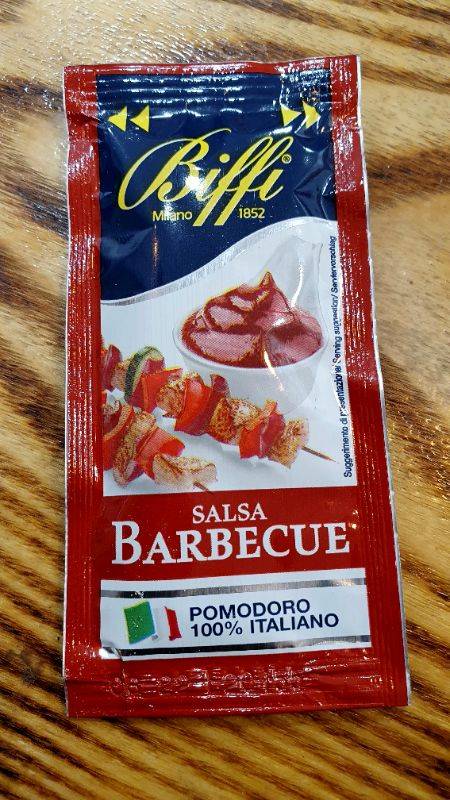 Biffi®
Milano 1852
Suggerimento di presentazione/ Serving suggestion/ Serviervorschlag
SALSA
BARBECUE
POMODORO
100% ITALIANO